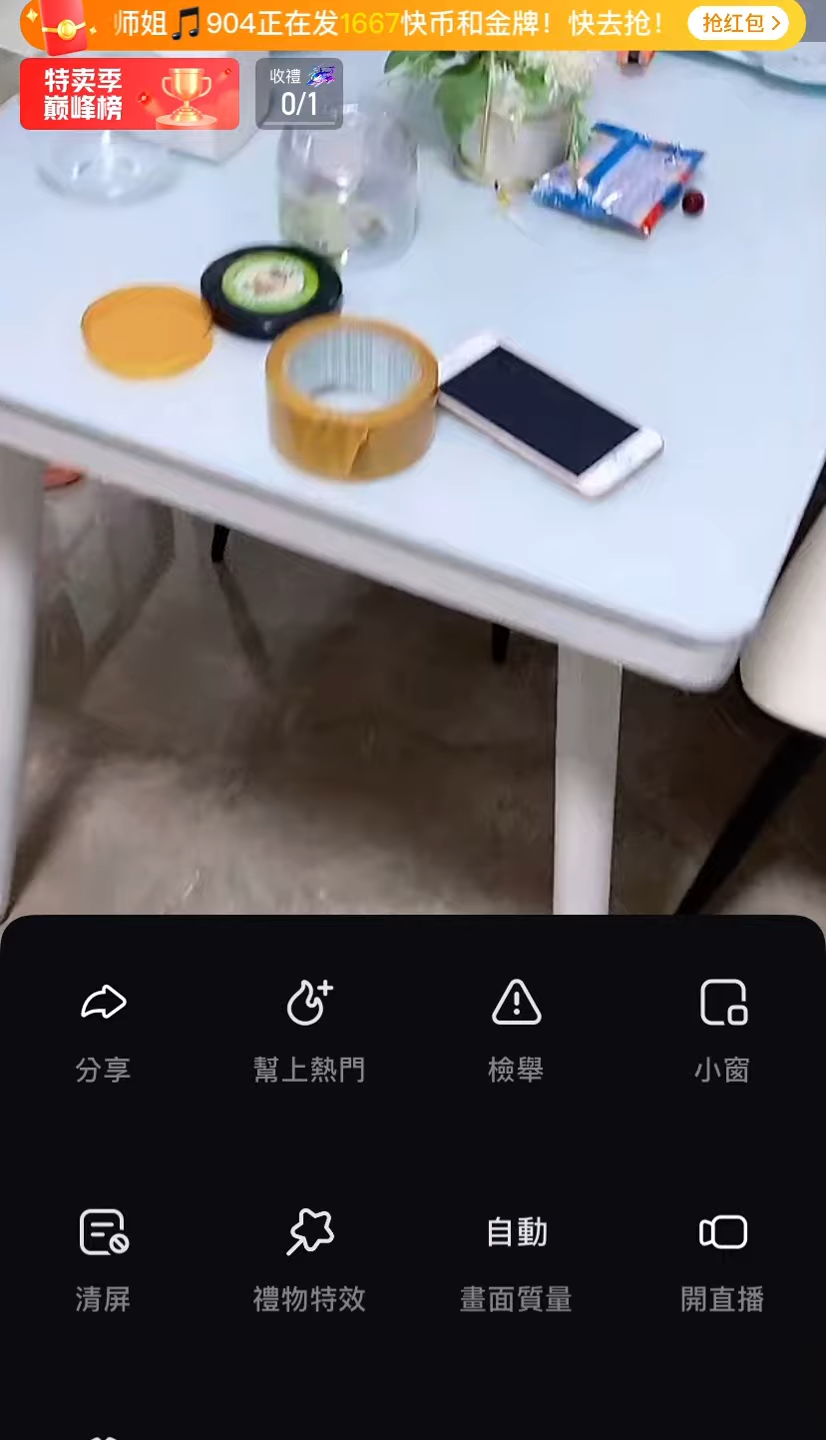 师姐🎵904正在发1667快币和金牌！快去抢！
抢红包
特卖季
巅峰榜
收禮
0/1
分享
幫上熱門
檢舉
小窗
清屏
禮物特效
自動
畫面質量
開直播